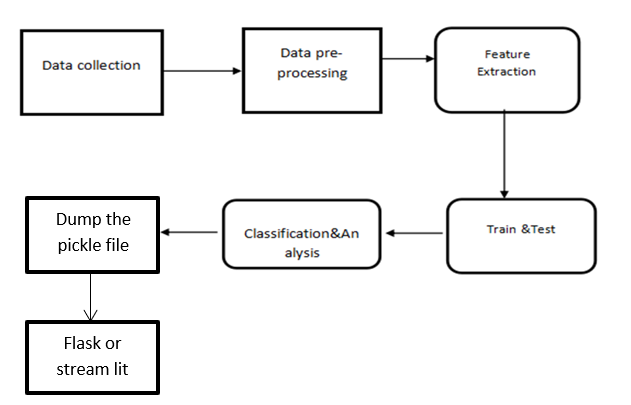 Data collection
Data pre-
processing
Feature
Extraction
Train &Test
Classification&An
alysis
Dump the
pickle file
Flask or
stream lit